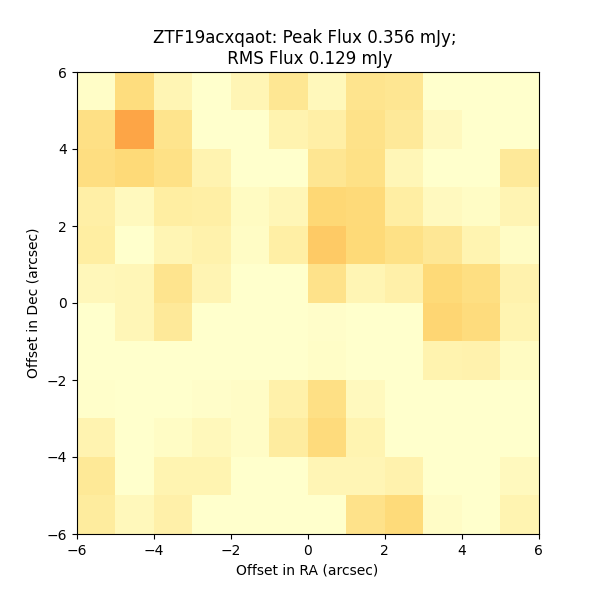 ZTF19acxqaot: Peak Flux 0.356 mJy;
RMS Flux 0.129 mJy
6
4
2
0
−2
−4
−6
Offset in Dec (arcsec)
−6 −4 −2 0 2 4 6
Offset in RA (arcsec)